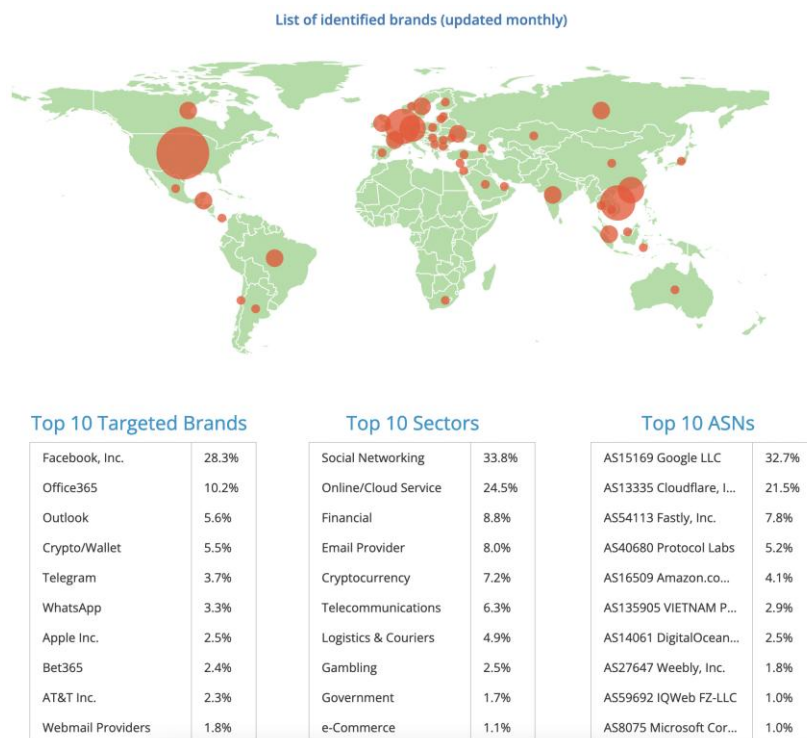 List of identified brands (updated monthly)
Top 10 Targeted Brands
Facebook, Inc. 28.3%
Office365 10.2%
Outlook 5.6%
Crypto/Wallet 5.5%
Telegram 3.7%
WhatsApp 3.3%
Apple Inc. 2.5%
Bet365 2.4%
AT&T Inc. 2.3%
Webmail Providers 1.8%
Top 10 Sectors
Social Networking 33.8%
Online/Cloud Service 24.5%
Financial 8.8%
Email Provider 8.0%
Cryptocurrency 7.2%
Telecommunications 6.3%
Logistics & Couriers 4.9%
Gambling 2.5%
Government 1.7%
e-Commerce 1.1%
Top 10 ASNs
AS15169 Google LLC 32.7%
AS13335 Cloudflare, I... 21.5%
AS54113 Fastly, Inc. 7.8%
AS40680 Protocol Labs 5.2%
AS16509 Amazon.co... 4.1%
AS135905 VIETNAM P... 2.9%
AS14061 DigitalOcean... 2.5%
AS27647 Weebly, Inc. 1.8%
AS59692 IQWeb FZ-LLC 1.0%
AS8075 Microsoft Cor... 1.0%